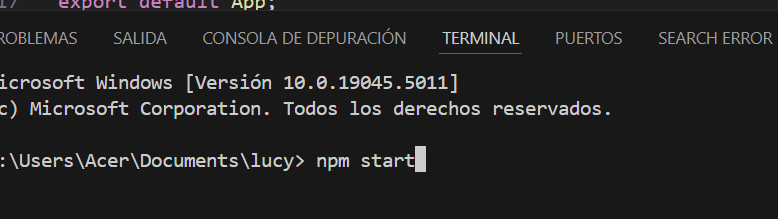 17 export default App;
ROBLEMAS SALIDA CONSOLA DE DEPURACIÓN TERMINAL PUERTOS SEARCH ERROR
icrosoft Windows [Versión 10.0.19045.5011]
c) Microsoft Corporation. Todos los derechos reservados.
:\Users\Acer\Documents\lucy> npm start